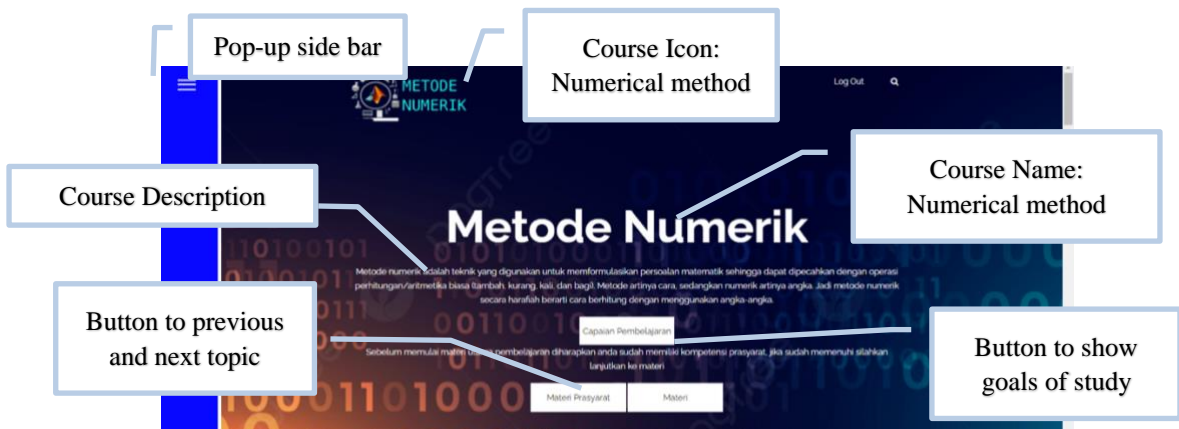 Pop-up side bar
Course Icon:
Numerical method
METODE
NUMERIK
Log Out
Course Name:
Numerical method
Course Description
Metode Numerik
Metode numerik adalah teknik yang digunakan untuk memformulasikan persoalan matematik sehingga dapat dipecahkan dengan operasi
perhitungan/aritmetika biasa (tambah, kurang, kali, dan bagi). Metode artinya cara, sedangkan numerik artinya angka. Jadi metode numerik
secara harafiah berarti cara berhitung dengan menggunakan angka-angka.
Button to previous
and next topic
Capaian Pembelajaran
Button to show
goals of study
Sebelum memulai materi pembelajaran diharapkan anda sudah memiliki kompetensi prasyarat, jika sudah memenuhi silahkan
lanjutkan ke materi
Materi Prasyarat
Materi